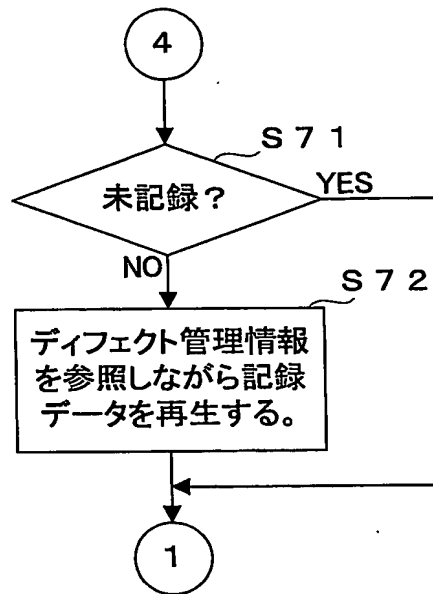 4
S71
未記録?
YES
NO
S72
ディフェクト管理情報
を参照しながら記録
データを再生する。
1